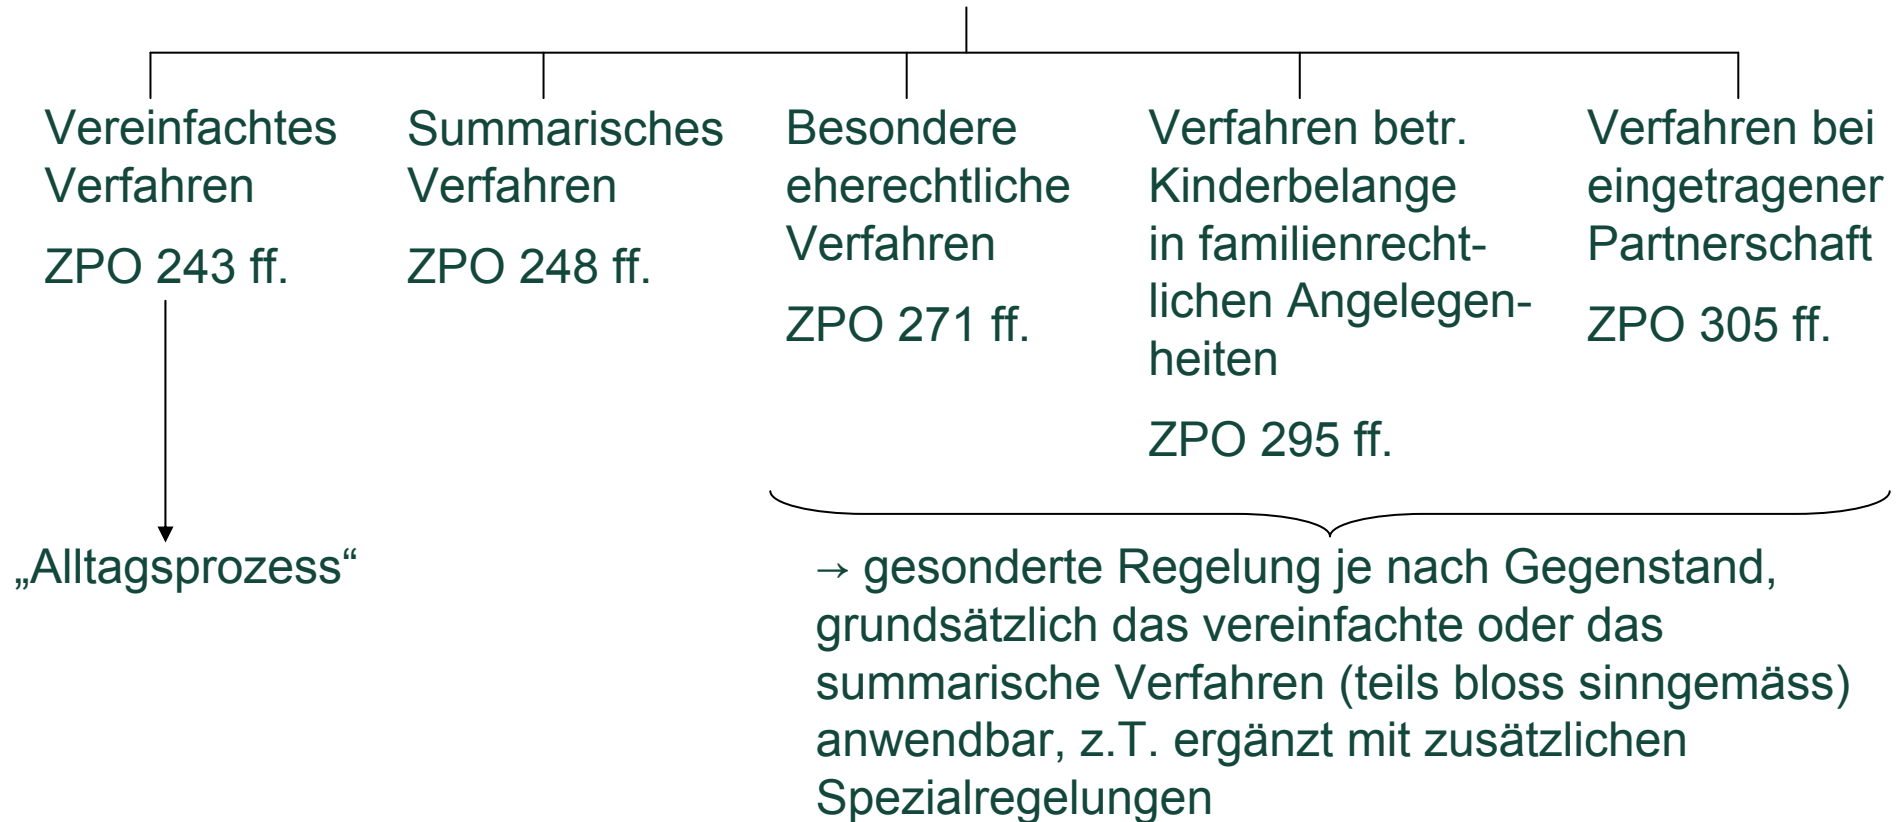 Vereinfachtes
Verfahren
ZPO 243 ff.
Summarisches
Verfahren
ZPO 248 ff.
Besondere
eherechtliche
Verfahren
ZPO 271 ff.
Verfahren betr.
Kinderbelange
in familienrecht-
lichen Angelegen-
heiten
ZPO 295 ff.
Verfahren bei
eingetragener
Partnerschaft
ZPO 305 ff.
„Alltagsprozess“
→ gesonderte Regelung je nach Gegenstand,
grundsätzlich das vereinfachte oder das
summarische Verfahren (teils bloss sinngemäss)
anwendbar, z.T. ergänzt mit zusätzlichen
Spezialregelungen